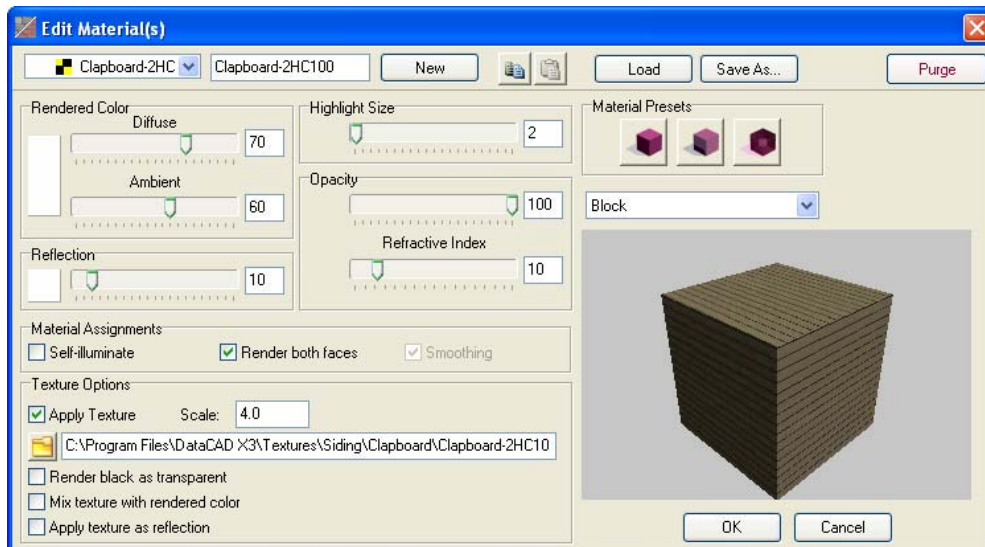 Edit Material(s)
Clapboard-2HC Clapboard-2HC100 New Load Save As... Purge
Rendered Color
Diffuse
70
Ambient
60
Reflection
10
Highlight Size
2
Opacity
100
Refractive Index
10
Material Presets
Block
Material Assignments
Self-illuminate Render both faces Smoothing
Texture Options
Apply Texture Scale: 4.0
C:\Program Files\DataCAD X3\Textures\Siding\Clapboard\Clapboard-2HC10
Render black as transparent
Mix texture with rendered color
Apply texture as reflection
OK Cancel